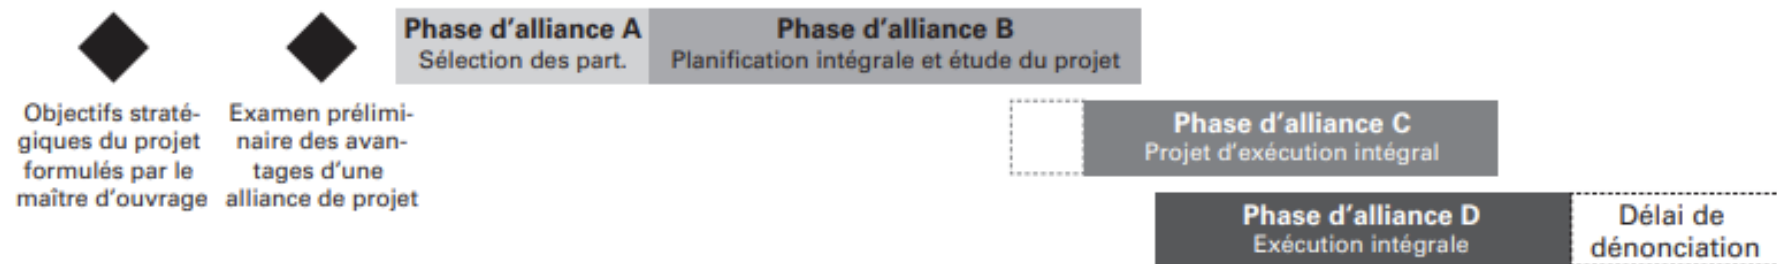 Phase d’alliance A
Sélection des part.
Phase d’alliance B
Planification intégrale et étude du projet
Objectifs straté-
giques du projet
formulés par le
maître d’ouvrage
Examen prélimi-
naire des avan-
tages d’une
alliance de projet
Phase d’alliance C
Projet d’exécution intégral
Phase d’alliance D
Exécution intégrale
Délai de
dénonciation